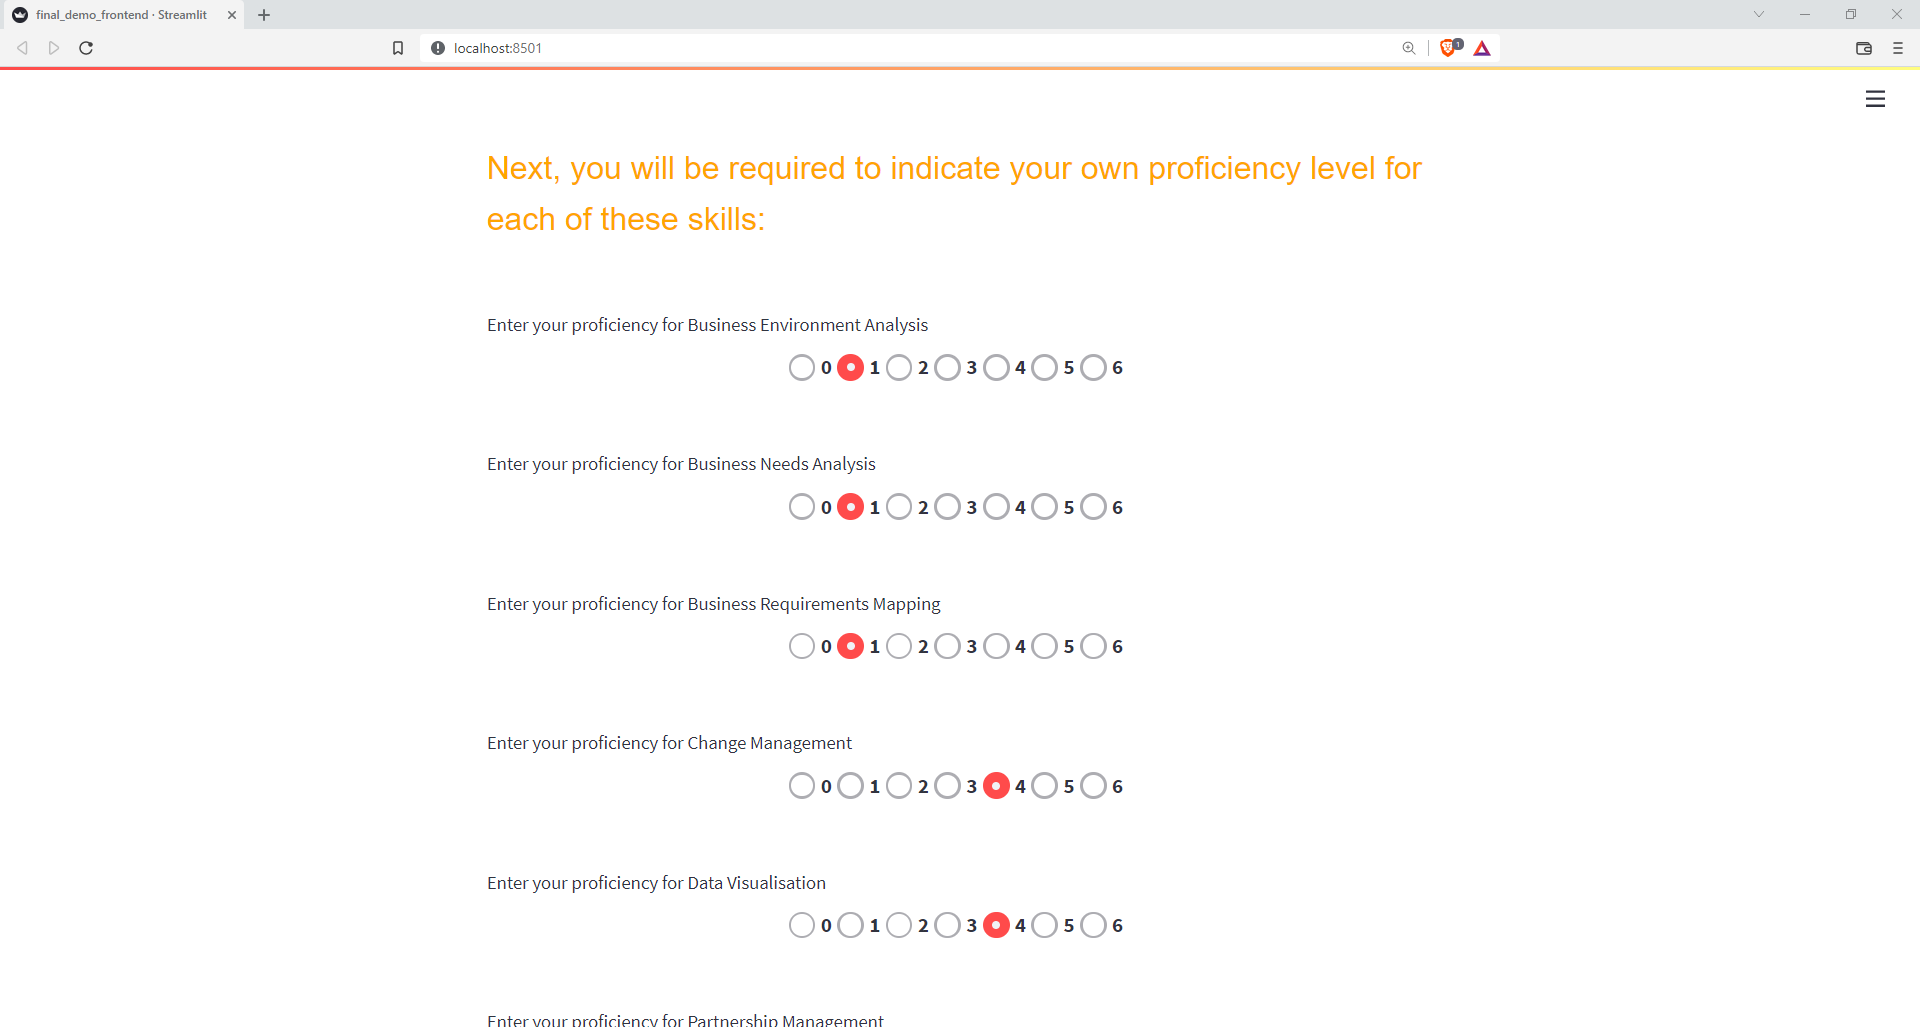 final_demo_frontend · Streamlit
localhost:8501
1
Next, you will be required to indicate your own proficiency level for
each of these skills:
Enter your proficiency for Business Environment Analysis
0 1 2 3 4 5 6
Enter your proficiency for Business Needs Analysis
0 1 2 3 4 5 6
Enter your proficiency for Business Requirements Mapping
0 1 2 3 4 5 6
Enter your proficiency for Change Management
0 1 2 3 4 5 6
Enter your proficiency for Data Visualisation
0 1 2 3 4 5 6
Enter your proficiency for Partnership Management